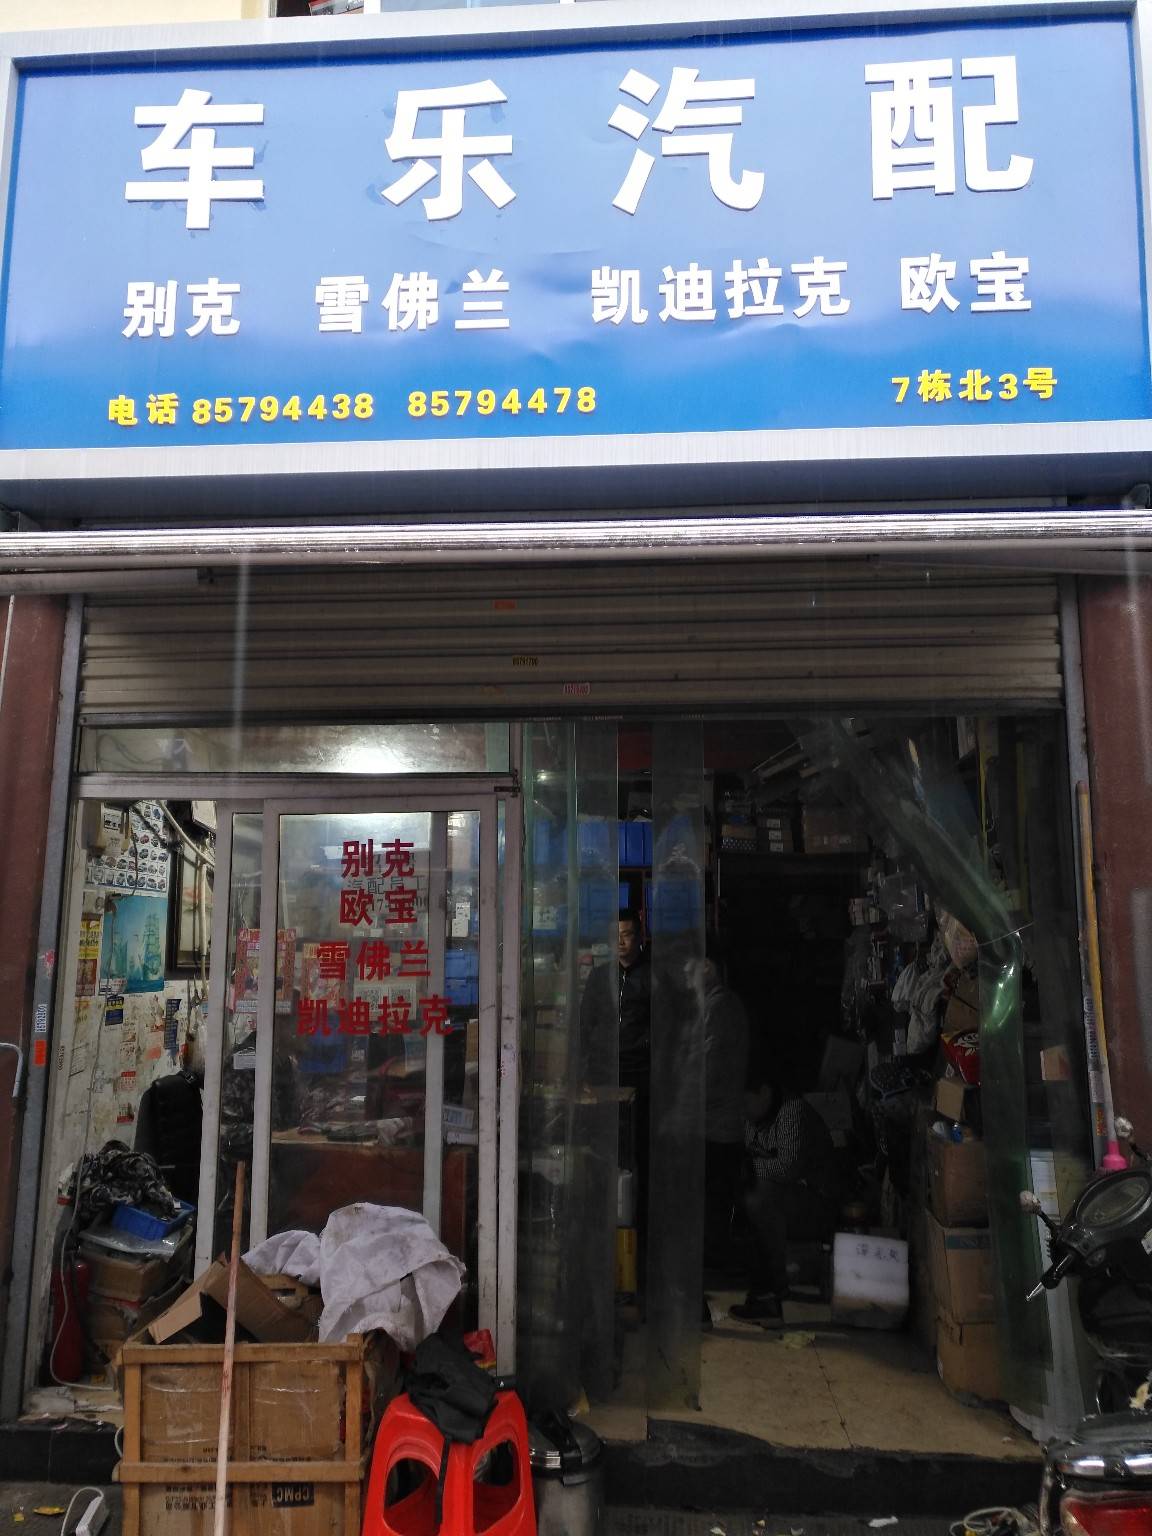 车乐汽配
别克 雪佛兰 凯迪拉克 欧宝
电话 85794438 85794478 7栋北3号
别克
欧宝
雪佛兰
凯迪拉克
CPMC